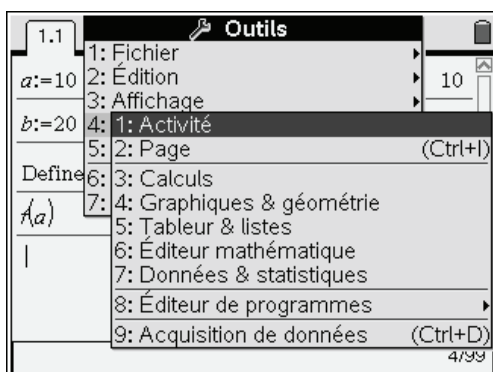 1.1
Outils
1: Fichier
a:=10 2: Édition 10
3: Affichage
b:=20 4: 1: Activité
5: 2: Page (Ctrl+I)
Define 6: 3: Calculs
7: 4: Graphiques & géométrie
f(a) 5: Tableur & listes
6: Éditeur mathématique
7: Données & statistiques
8: Éditeur de programmes
9: Acquisition de données (Ctrl+D)
4/99